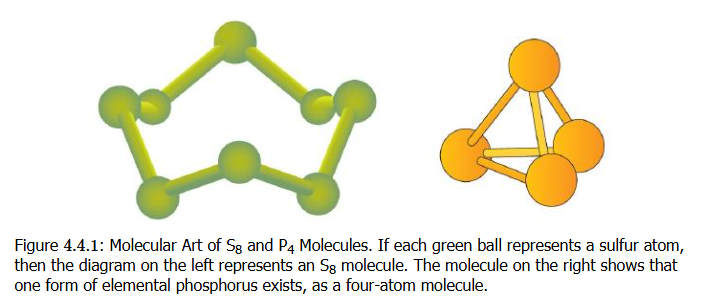 Figure 4.4.1: Molecular Art of S₈ and P₄ Molecules. If each green ball represents a sulfur atom,
then the diagram on the left represents an S₈ molecule. The molecule on the right shows that
one form of elemental phosphorus exists, as a four-atom molecule.